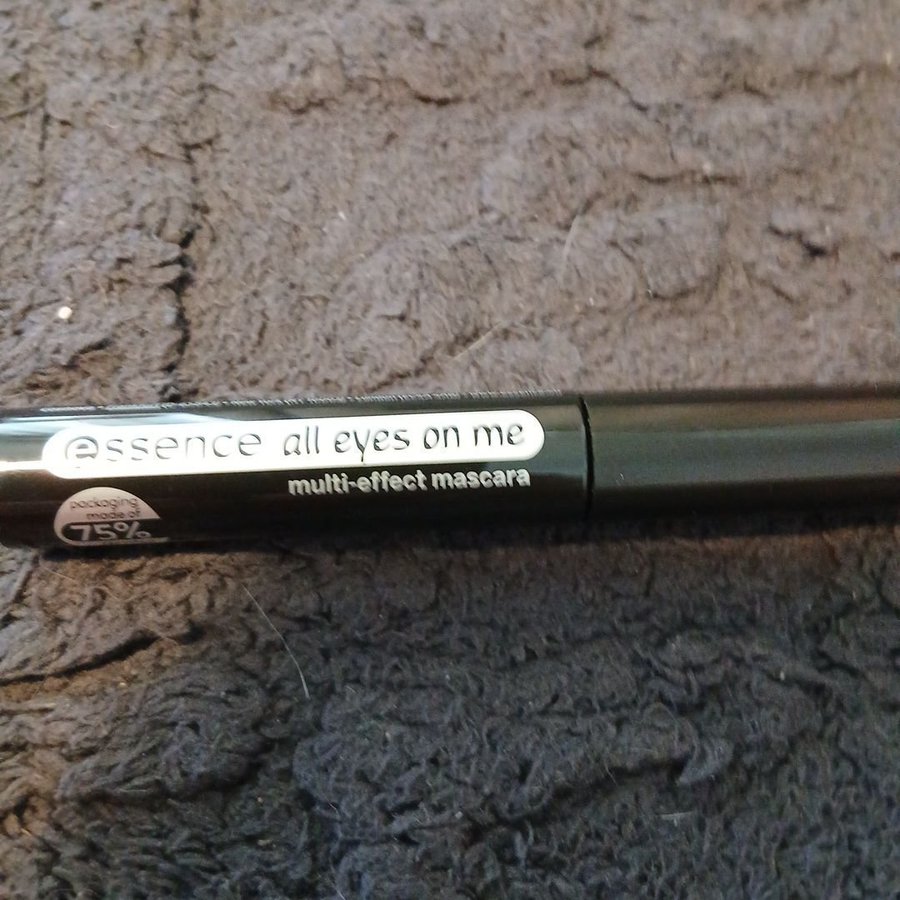 essence all eyes on me
multi-effect mascara
packaging
made of
75%